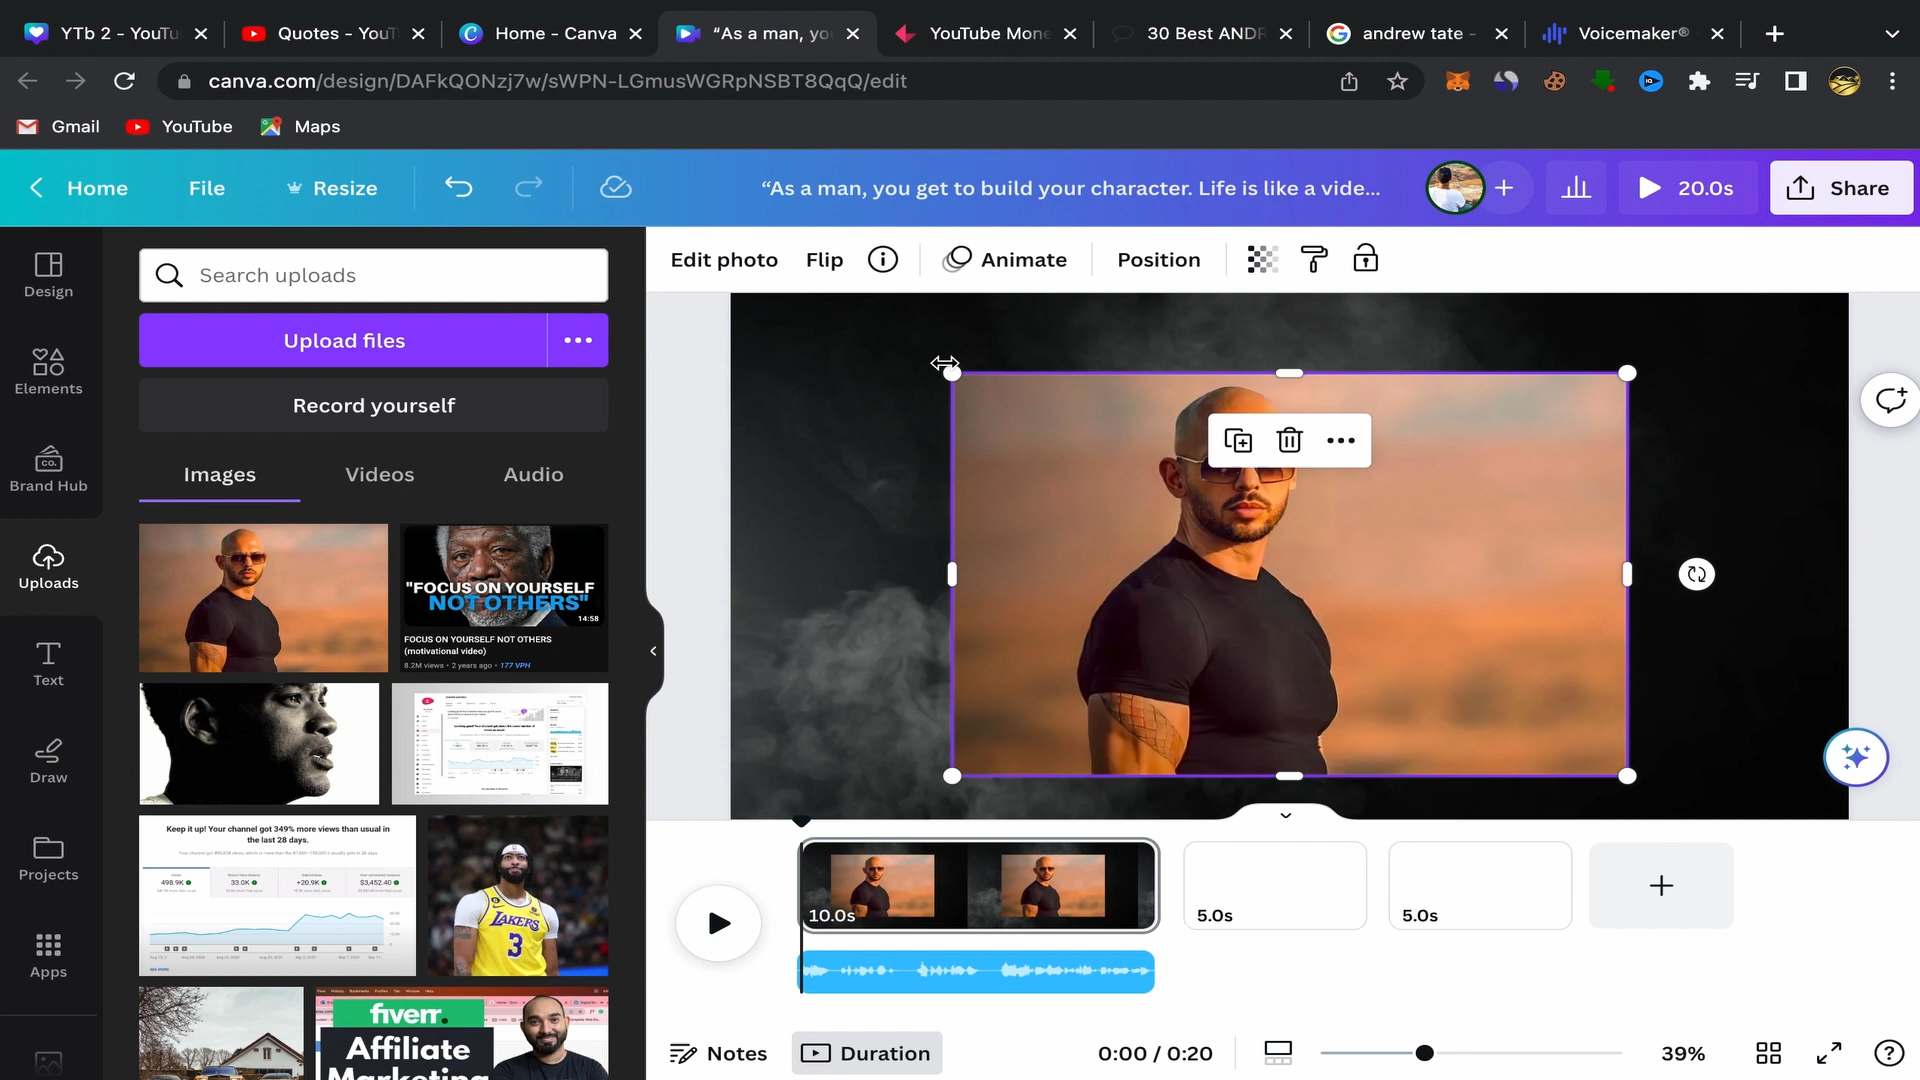 YTb 2 - YouTu
Quotes - YouT
Home - Canva
“As a man, yo
YouTube Mone
30 Best ANDR
andrew tate -
Voicemaker®
canva.com/design/DAFkQONzj7w/sWPN-LGmusWGRpNSBT8QqQ/edit
Gmail
YouTube
Maps
Home
File
Resize
“As a man, you get to build your character. Life is like a vide...
20.0s
Share
Design
Elements
Brand Hub
Uploads
Text
Draw
Projects
Apps
Search uploads
Upload files
Record yourself
Images
Videos
Audio
"FOCUS ON YOURSELF
NOT OTHERS"
14:58
FOCUS ON YOURSELF NOT OTHERS
(motivational video)
8.2M views • 2 years ago • 177 VPH
Keep it up! Your channel got 349% more views than usual in
the last 28 days.
498.9K
33.0K
+20.9K
$3,452.40
LAKERS
3
fiverr.
Affiliate
Marketing
Edit photo
Flip
Animate
Position
10.0s
5.0s
5.0s
Notes
Duration
0:00 / 0:20
39%